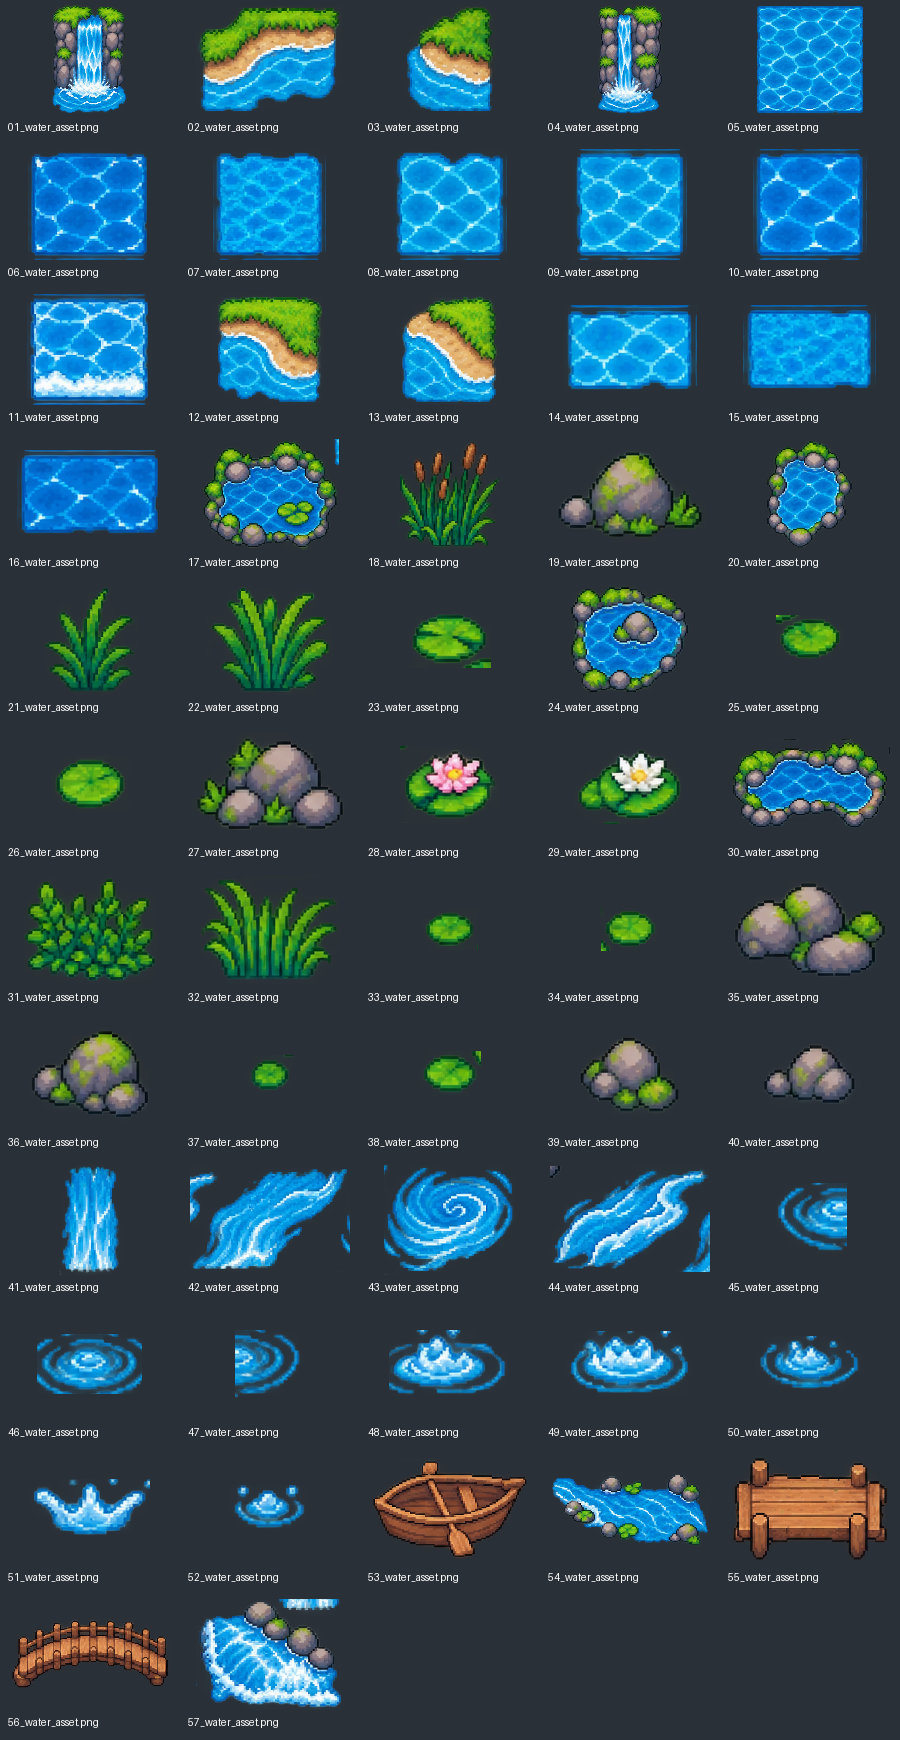 01_water_asset.png
02_water_asset.png
03_water_asset.png
04_water_asset.png
05_water_asset.png
06_water_asset.png
07_water_asset.png
08_water_asset.png
09_water_asset.png
10_water_asset.png
11_water_asset.png
12_water_asset.png
13_water_asset.png
14_water_asset.png
15_water_asset.png
16_water_asset.png
17_water_asset.png
18_water_asset.png
19_water_asset.png
20_water_asset.png
21_water_asset.png
22_water_asset.png
23_water_asset.png
24_water_asset.png
25_water_asset.png
26_water_asset.png
27_water_asset.png
28_water_asset.png
29_water_asset.png
30_water_asset.png
31_water_asset.png
32_water_asset.png
33_water_asset.png
34_water_asset.png
35_water_asset.png
36_water_asset.png
37_water_asset.png
38_water_asset.png
39_water_asset.png
40_water_asset.png
41_water_asset.png
42_water_asset.png
43_water_asset.png
44_water_asset.png
45_water_asset.png
46_water_asset.png
47_water_asset.png
48_water_asset.png
49_water_asset.png
50_water_asset.png
51_water_asset.png
52_water_asset.png
53_water_asset.png
54_water_asset.png
55_water_asset.png
56_water_asset.png
57_water_asset.png